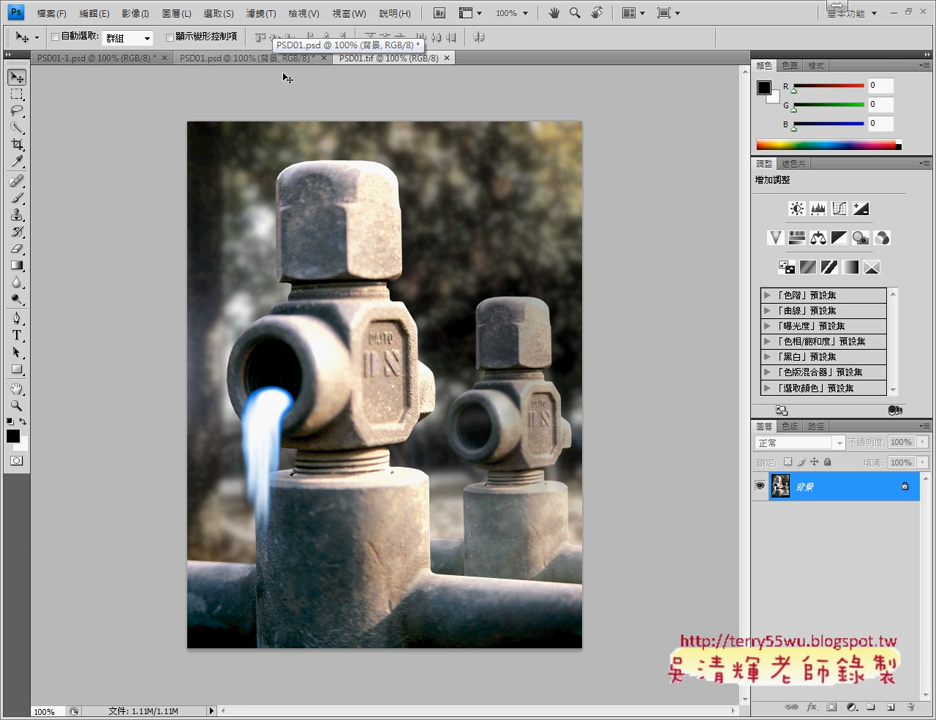 Ps 檔案(F) 編輯(E) 影像(I) 圖層(L) 選取(S) 濾鏡(T) 檢視(V) 視窗(W) 說明(H) Br 100% 基本功能
自動選取: 群組 顯示變形控制項
PSD01.psd @ 100% (背景, RGB/8) *
PSD01-1.psd @ 100% (RGB/8) * PSD01.psd @ 100% (背景, RGB/8) * PSD01.tif @ 100% (RGB/8)
顏色 色票 樣式
R 0
G 0
B 0
調整 遮色片
增加調整
「色階」預設集
「曲線」預設集
「曝光度」預設集
「色相/飽和度」預設集
「黑白」預設集
「色版混合器」預設集
「選取顏色」預設集
圖層 色版 路徑
正常 不透明度: 100%
鎖定: 填滿: 100%
背景
http://terry55wu.blogspot.tw
吳清輝老師錄製
100% 文件: 1.11M/1.11M